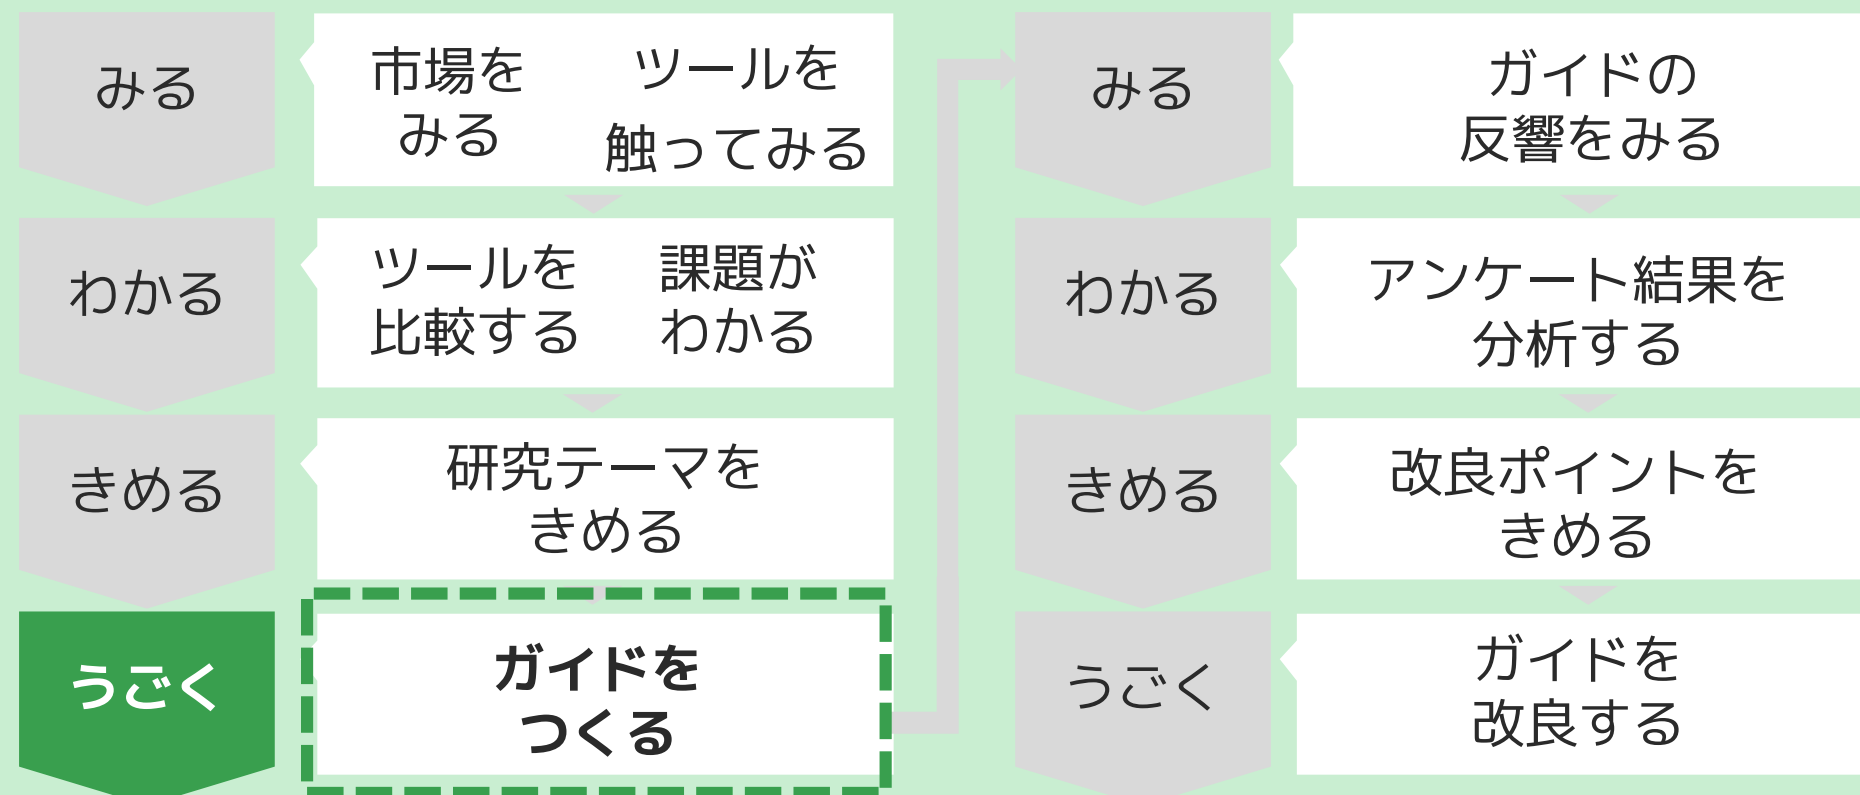 みる
市場を
みる
ツールを
触ってみる
わかる
ツールを
比較する
課題が
わかる
きめる
研究テーマを
きめる
うごく
ガイドを
つくる
みる
ガイドの
反響をみる
わかる
アンケート結果を
分析する
きめる
改良ポイントを
きめる
うごく
ガイドを
改良する